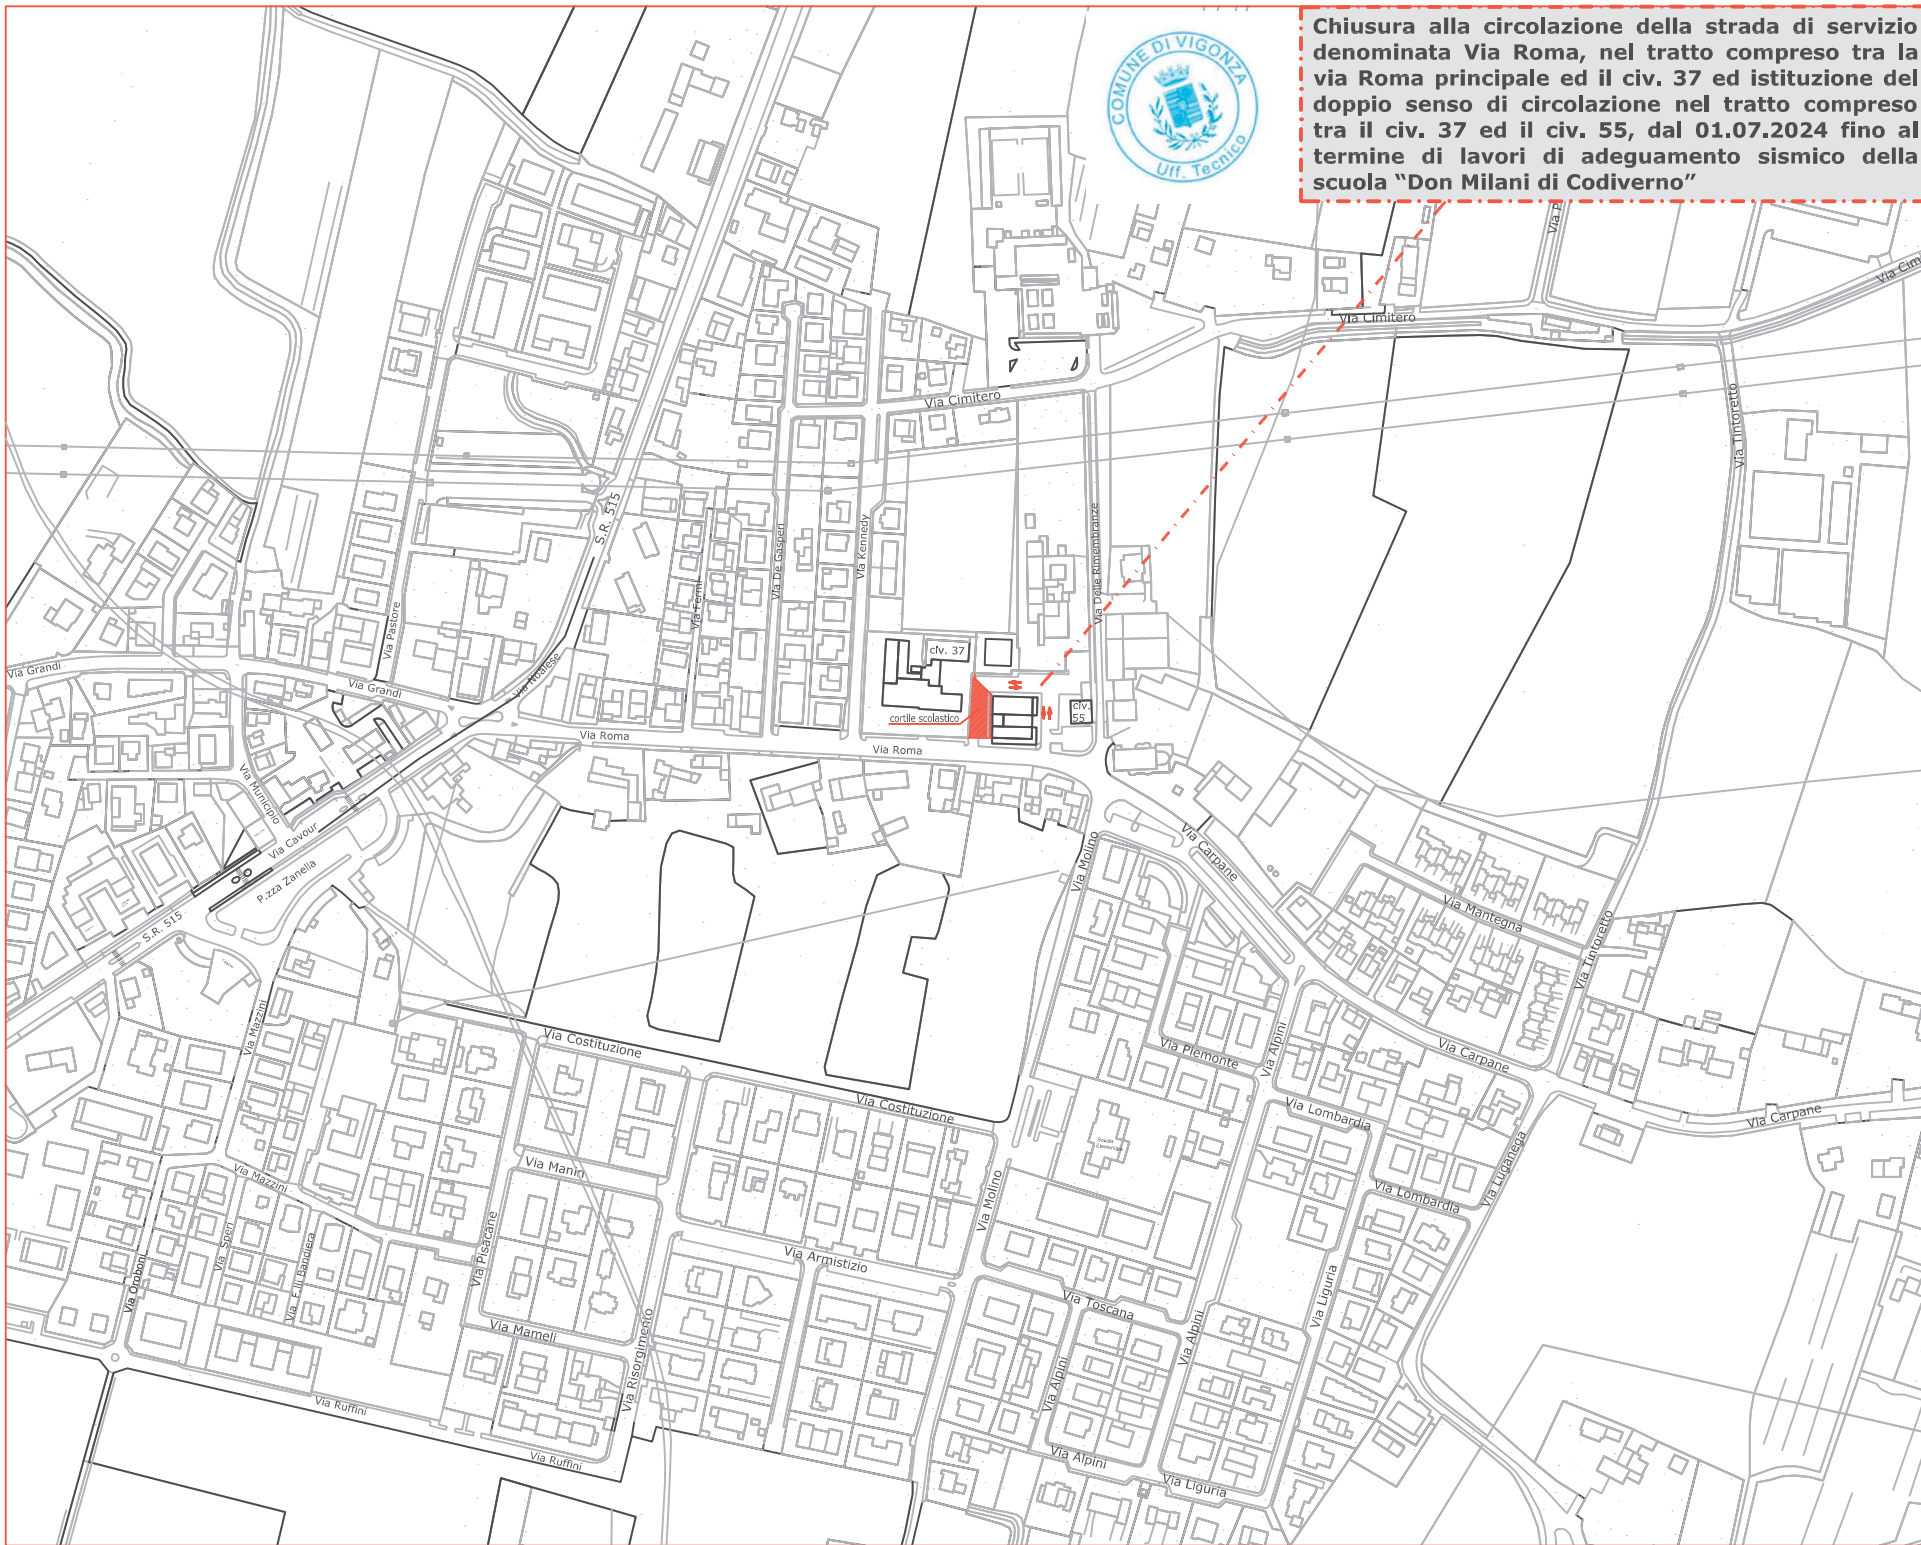 Chiusura alla circolazione della strada di servizio
denominata Via Roma, nel tratto compreso tra la
via Roma principale ed il civ. 37 ed istituzione del
doppio senso di circolazione nel tratto compreso
tra il civ. 37 ed il civ. 55, dal 01.07.2024 fino al
termine di lavori di adeguamento sismico della
scuola “Don Milani di Codiverno”
COMUNE DI VIGONZA
Uff. Tecnico
Via Cimitero
Via Cimitero
Via Tintoretto
S.R. 515
Via De Gasperi
Via Kennedy
Via Delle Rimembranze
Via Fermi
Via Pastore
Via Grandi
Via Grandi
Via Noalese
civ. 37
cortile scolastico
civ.
55
Via Roma
Via Roma
Via Municipio
Via Cavour
P.zza Zanella
S.R. 515
Via Molino
Via Carpane
Via Mantegna
Via Tintoretto
Via Mazzini
Via Costituzione
Via Costituzione
Via Piemonte
Via Alpini
Via Carpane
Via Carpane
Via Lombardia
Via Lombardia
Via Luganega
Scuola
Elementare
Via Manin
Via Mazzini
Via Molino
Via Pisacane
Via Speri
Via F.lli Bandiera
Via Oroboni
Via Armistizio
Via Toscana
Via Liguria
Via Alpini
Via Mameli
Via Risorgimento
Via Alpini
Via Ruffini
Via Ruffini
Via Alpini
Via Liguria